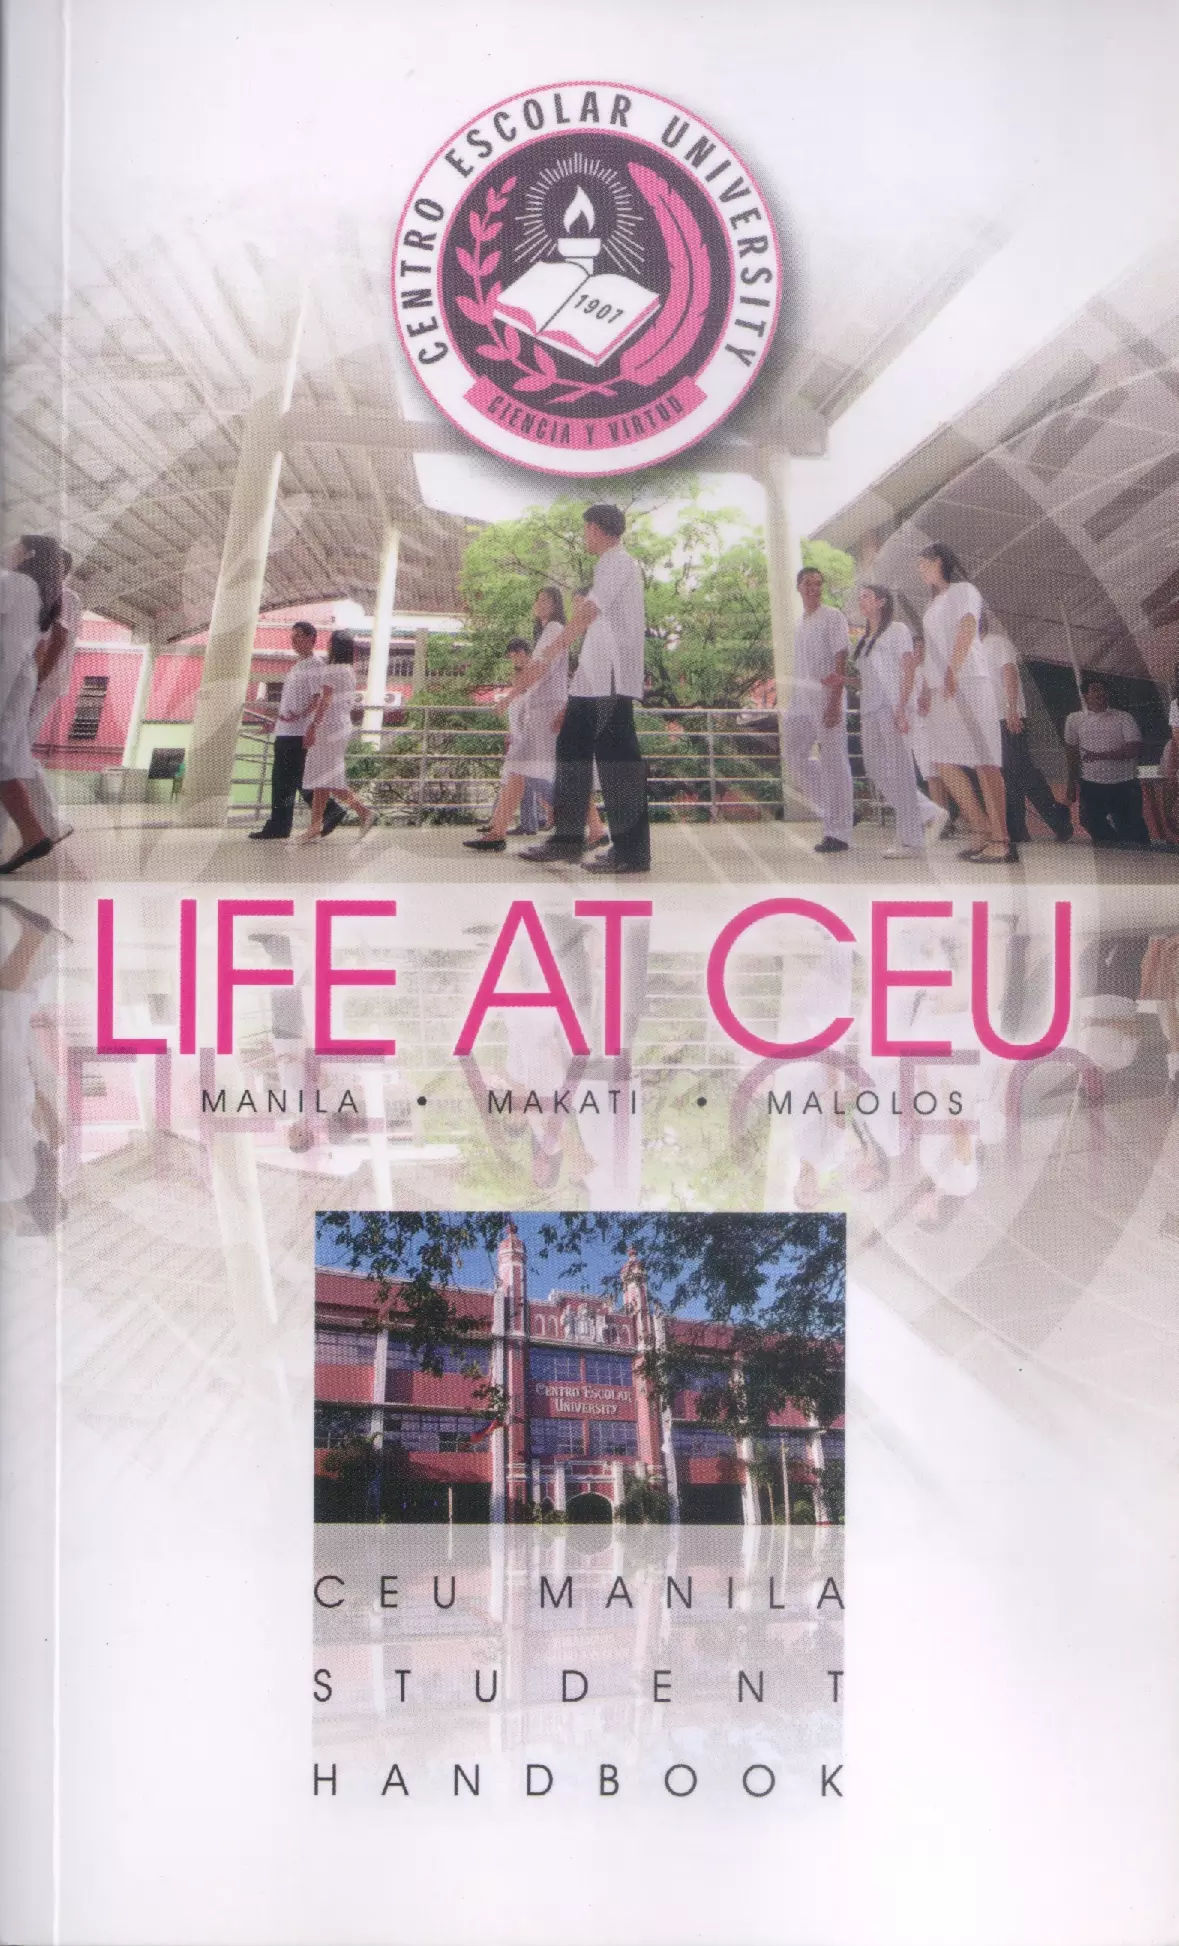 CENTRO ESCOLAR UNIVERSITY
1907
CIENCIA Y VIRTUD
LIFE AT CEU
MANILA • MAKATI • MALOLOS
CENTRO ESCOLAR
UNIVERSITY
CEU MANILA
STUDENT
HANDBOOK